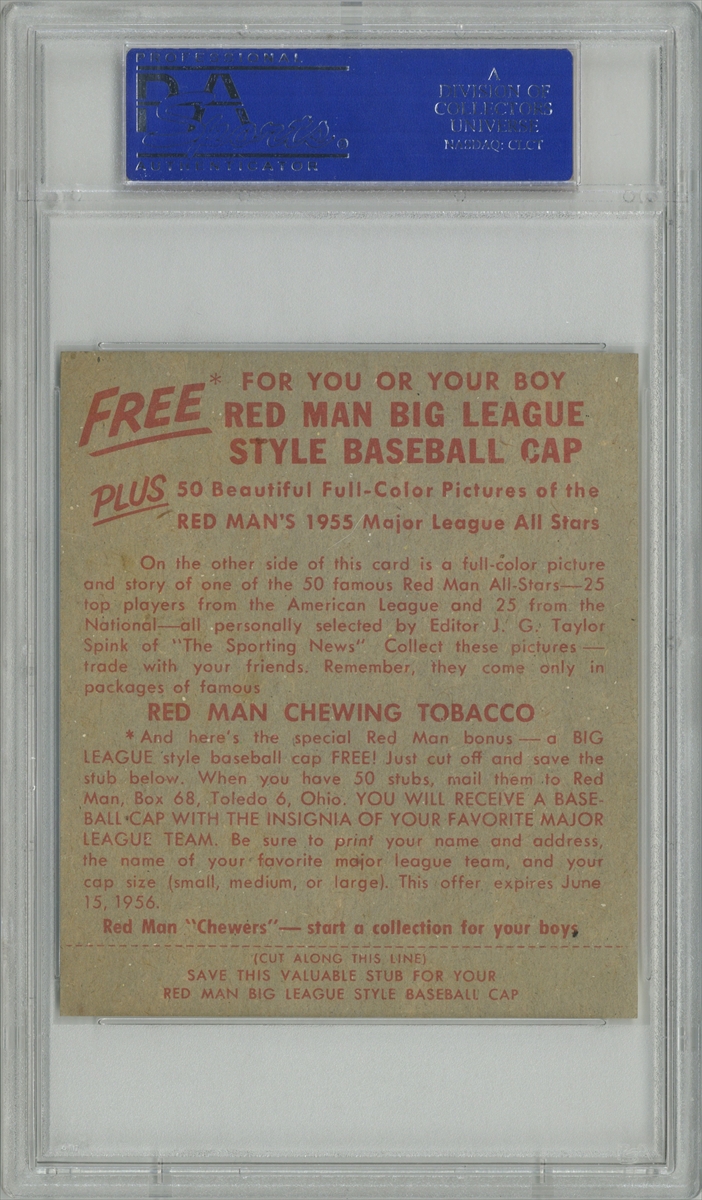 PROFESSIONAL
PSA
AUTHENTICATOR
A
DIVISION OF
COLLECTORS
UNIVERSE
NASDAQ: CLCT
FREE* FOR YOU OR YOUR BOY
RED MAN BIG LEAGUE
STYLE BASEBALL CAP
PLUS 50 Beautiful Full-Color Pictures of the
RED MAN'S 1955 Major League All Stars
On the other side of this card is a full-color picture
and story of one of the 50 famous Red Man All-Stars—25
top players from the American League and 25 from the
National—all personally selected by Editor J. G. Taylor
Spink of "The Sporting News" Collect these pictures —
trade with your friends. Remember, they come only in
packages of famous
RED MAN CHEWING TOBACCO
*And here's the special Red Man bonus — a BIG
LEAGUE style baseball cap FREE! Just cut off and save the
stub below. When you have 50 stubs, mail them to Red
Man, Box 68, Toledo 6, Ohio. YOU WILL RECEIVE A BASE-
BALL CAP WITH THE INSIGNIA OF YOUR FAVORITE MAJOR
LEAGUE TEAM. Be sure to print your name and address,
the name of your favorite major league team, and your
cap size (small, medium, or large). This offer expires June
15, 1956.
Red Man "Chewers"— start a collection for your boys
(CUT ALONG THIS LINE)
SAVE THIS VALUABLE STUB FOR YOUR
RED MAN BIG LEAGUE STYLE BASEBALL CAP